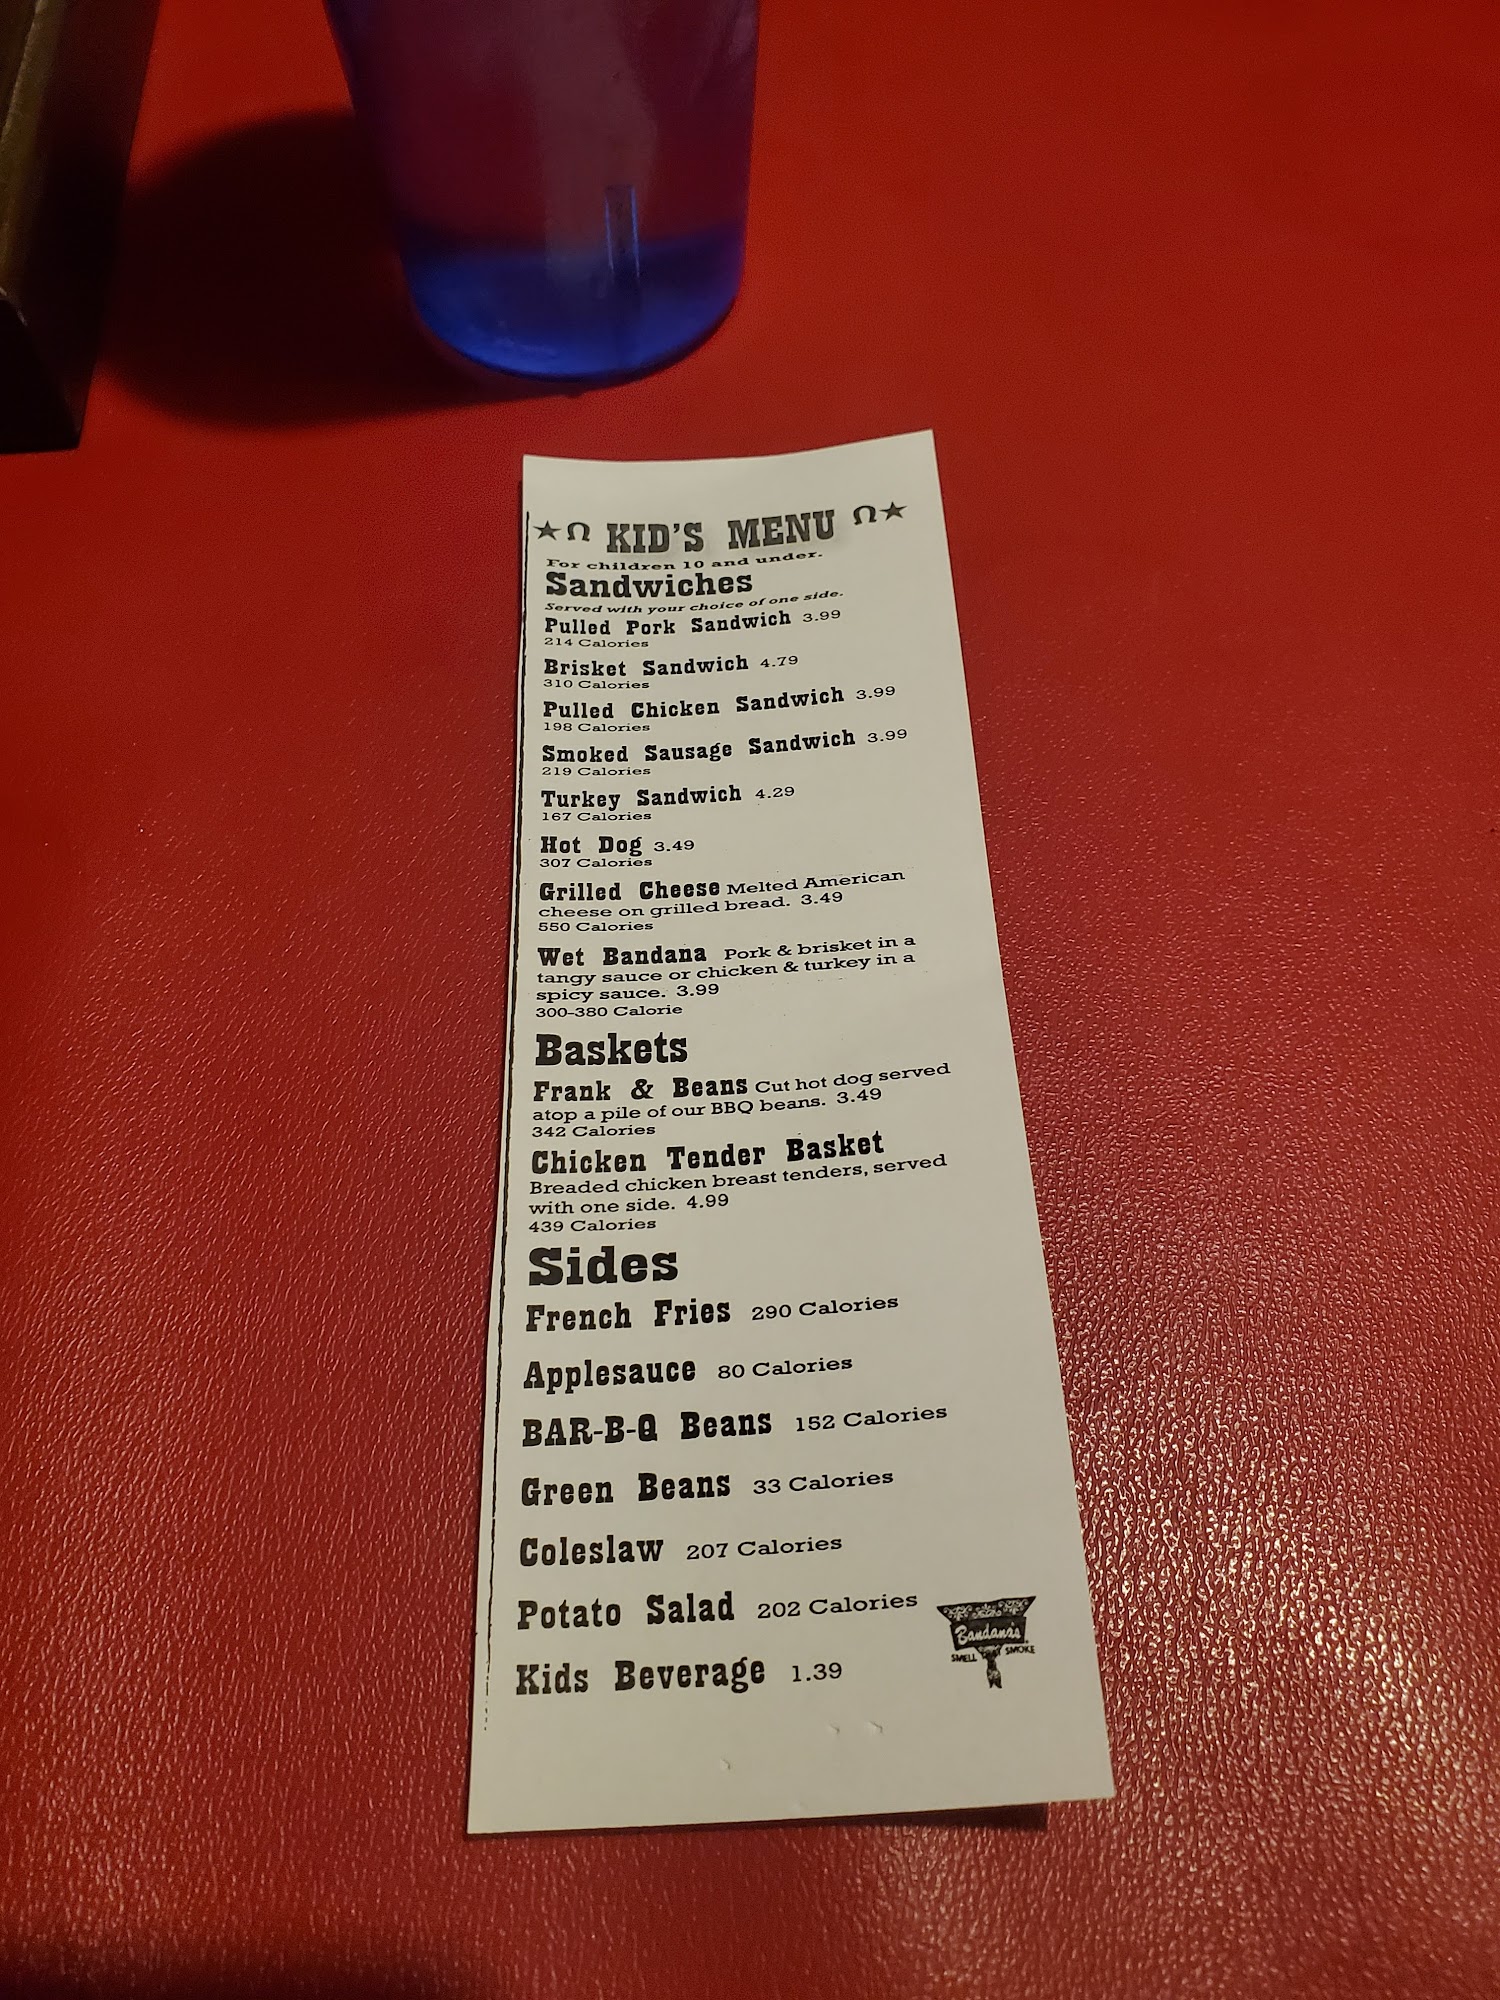 KID'S MENU
For children 10 and under.
Sandwiches
Served with your choice of one side.
Pulled Pork Sandwich 3.99
214 Calories
Brisket Sandwich 4.79
310 Calories
Pulled Chicken Sandwich 3.99
198 Calories
Smoked Sausage Sandwich 3.99
219 Calories
Turkey Sandwich 4.29
167 Calories
Hot Dog 3.49
307 Calories
Grilled Cheese Melted American
cheese on grilled bread. 3.49
550 Calories
Wet Bandana Pork & brisket in a
tangy sauce or chicken & turkey in a
spicy sauce. 3.99
300-380 Calorie
Baskets
Frank & Beans Cut hot dog served
atop a pile of our BBQ beans. 3.49
342 Calories
Chicken Tender Basket
Breaded chicken breast tenders, served
with one side. 4.99
439 Calories
Sides
French Fries 290 Calories
Applesauce 80 Calories
BAR-B-Q Beans 152 Calories
Green Beans 33 Calories
Coleslaw 207 Calories
Potato Salad 202 Calories
Kids Beverage 1.39
Bandana's
SMELL THAT SMOKE